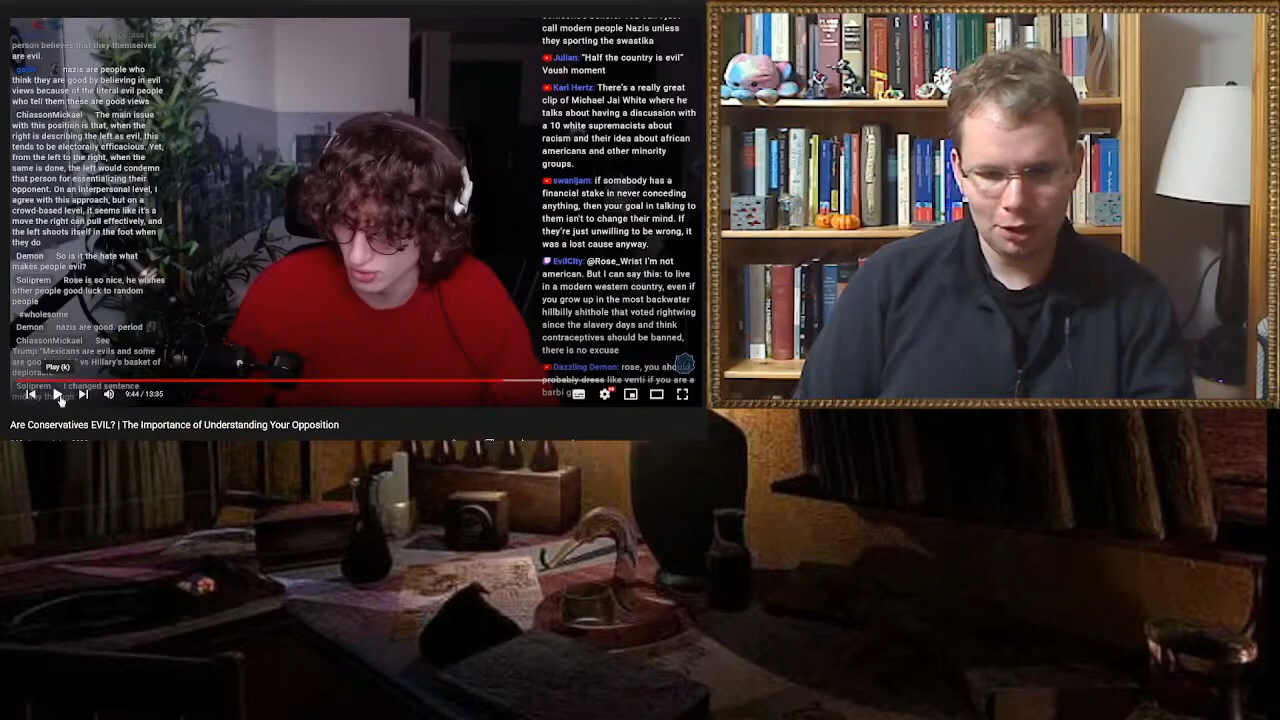 person believes that they themselves
are evil.
nazis are people who
think they are good by believing in evil
views because of the literal evil people
who tell them these are good views
ChiassonMickael The main issue
with this position is that, when the
right is describing the left as evil, this
tends to be electorally efficacious. Yet,
from the left to the right, when the
same is done, the left would condemn
that person for essentializing their
opponent. On an interpersonal level, I
agree with this approach, but on a
crowd-based level, it seems like it's a
move the right can pull effectively, and
the left shoots itself in the foot when
they do
Demon So is it the hate what
makes people evil?
Soliprem Rose is so nice, he wishes
other people good luck to random
people
#wholesome
Demon nazis are good. period
ChiassonMickael See
Trump:"Mexicans are evils and some
are good" vs Hillary's basket of
deplorable
Soliprem I changed sentence
Play (k)
9:44 / 13:35
call modern people Nazis unless
they sporting the swastika
Julian: "Half the country is evil"
Vaush moment
Karl Hertz: There's a really great
clip of Michael Jai White where he
talks about having a discussion with
a 10 white supremacists about
racism and their idea about african
americans and other minority
groups.
swanijam: if somebody has a
financial stake in never conceding
anything, then your goal in talking to
them isn't to change their mind. If
they're just unwilling to be wrong, it
was a lost cause anyway.
EvilCity: @Rose_Wrist I'm not
american. But I can say this: to live
in a modern western country, even if
you grow up in the most backwater
hillbilly shithole that voted rightwing
since the slavery days and think
contraceptives should be banned,
there is no excuse
Dazzling Demon: rose, you should
probably dress like venti if you are a
Are Conservatives EVIL? | The Importance of Understanding Your Opposition